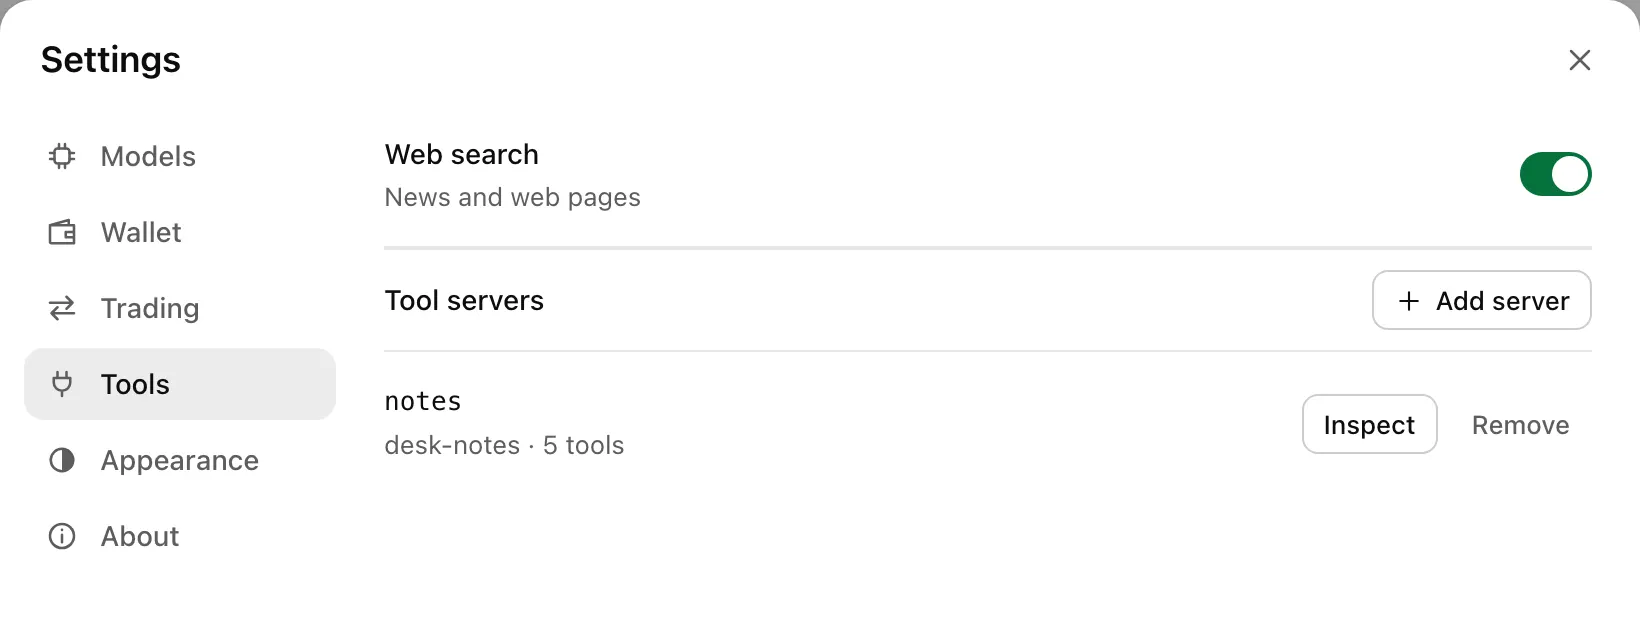 Settings
Models
Wallet
Trading
Tools
Appearance
About
Web search
News and web pages
Tool servers
Add server
notes
desk-notes · 5 tools
Inspect
Remove